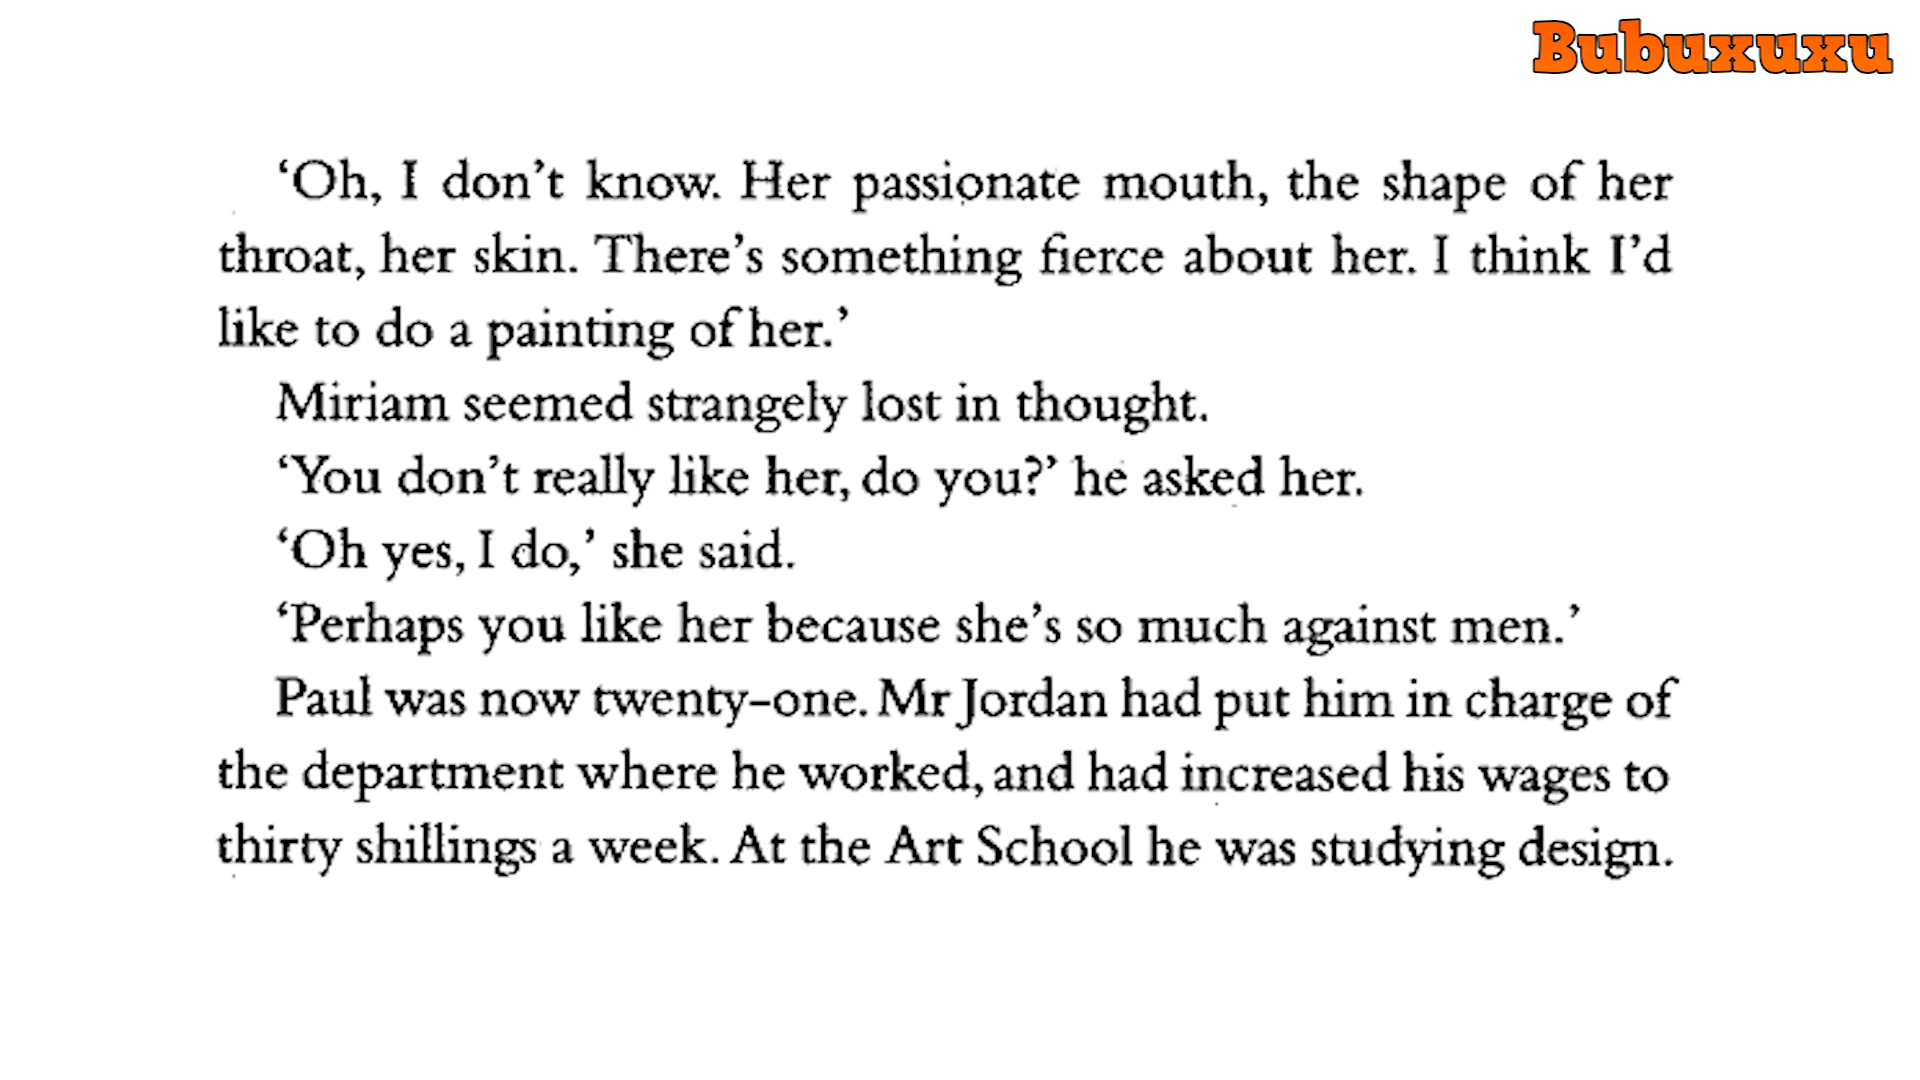 Bubuxuxu
‘Oh, I don’t know. Her passionate mouth, the shape of her
throat, her skin. There’s something fierce about her. I think I’d
like to do a painting of her.’
Miriam seemed strangely lost in thought.
‘You don’t really like her, do you?’ he asked her.
‘Oh yes, I do,’ she said.
‘Perhaps you like her because she’s so much against men.’
Paul was now twenty-one. Mr Jordan had put him in charge of
the department where he worked, and had increased his wages to
thirty shillings a week. At the Art School he was studying design.